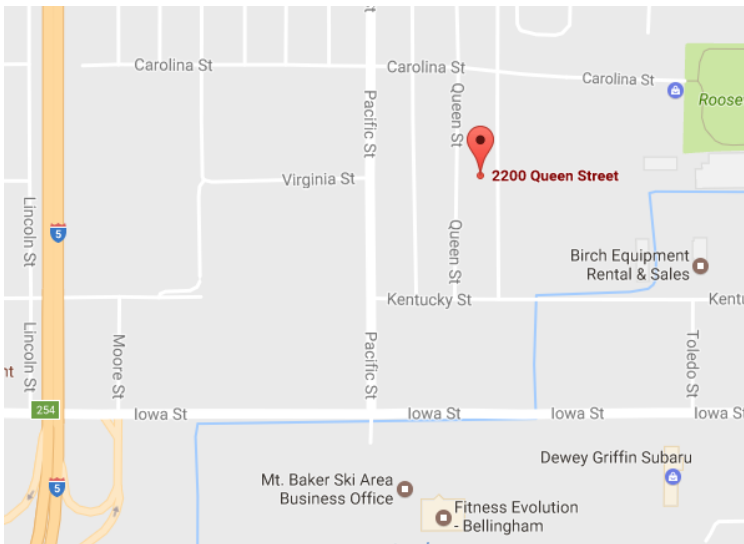 Carolina St
Carolina St
Carolina St
Pacific St
Queen St
Roose
2200 Queen Street
Virginia St
Lincoln St
5
Queen St
Birch Equipment
Rental & Sales
Kentucky St
Kentu
Lincoln St
Moore St
Pacific St
Toledo St
nt
254
Iowa St
Iowa St
Iowa St
Iowa St
Dewey Griffin Subaru
Mt. Baker Ski Area
Business Office
5
Fitness Evolution
- Bellingham